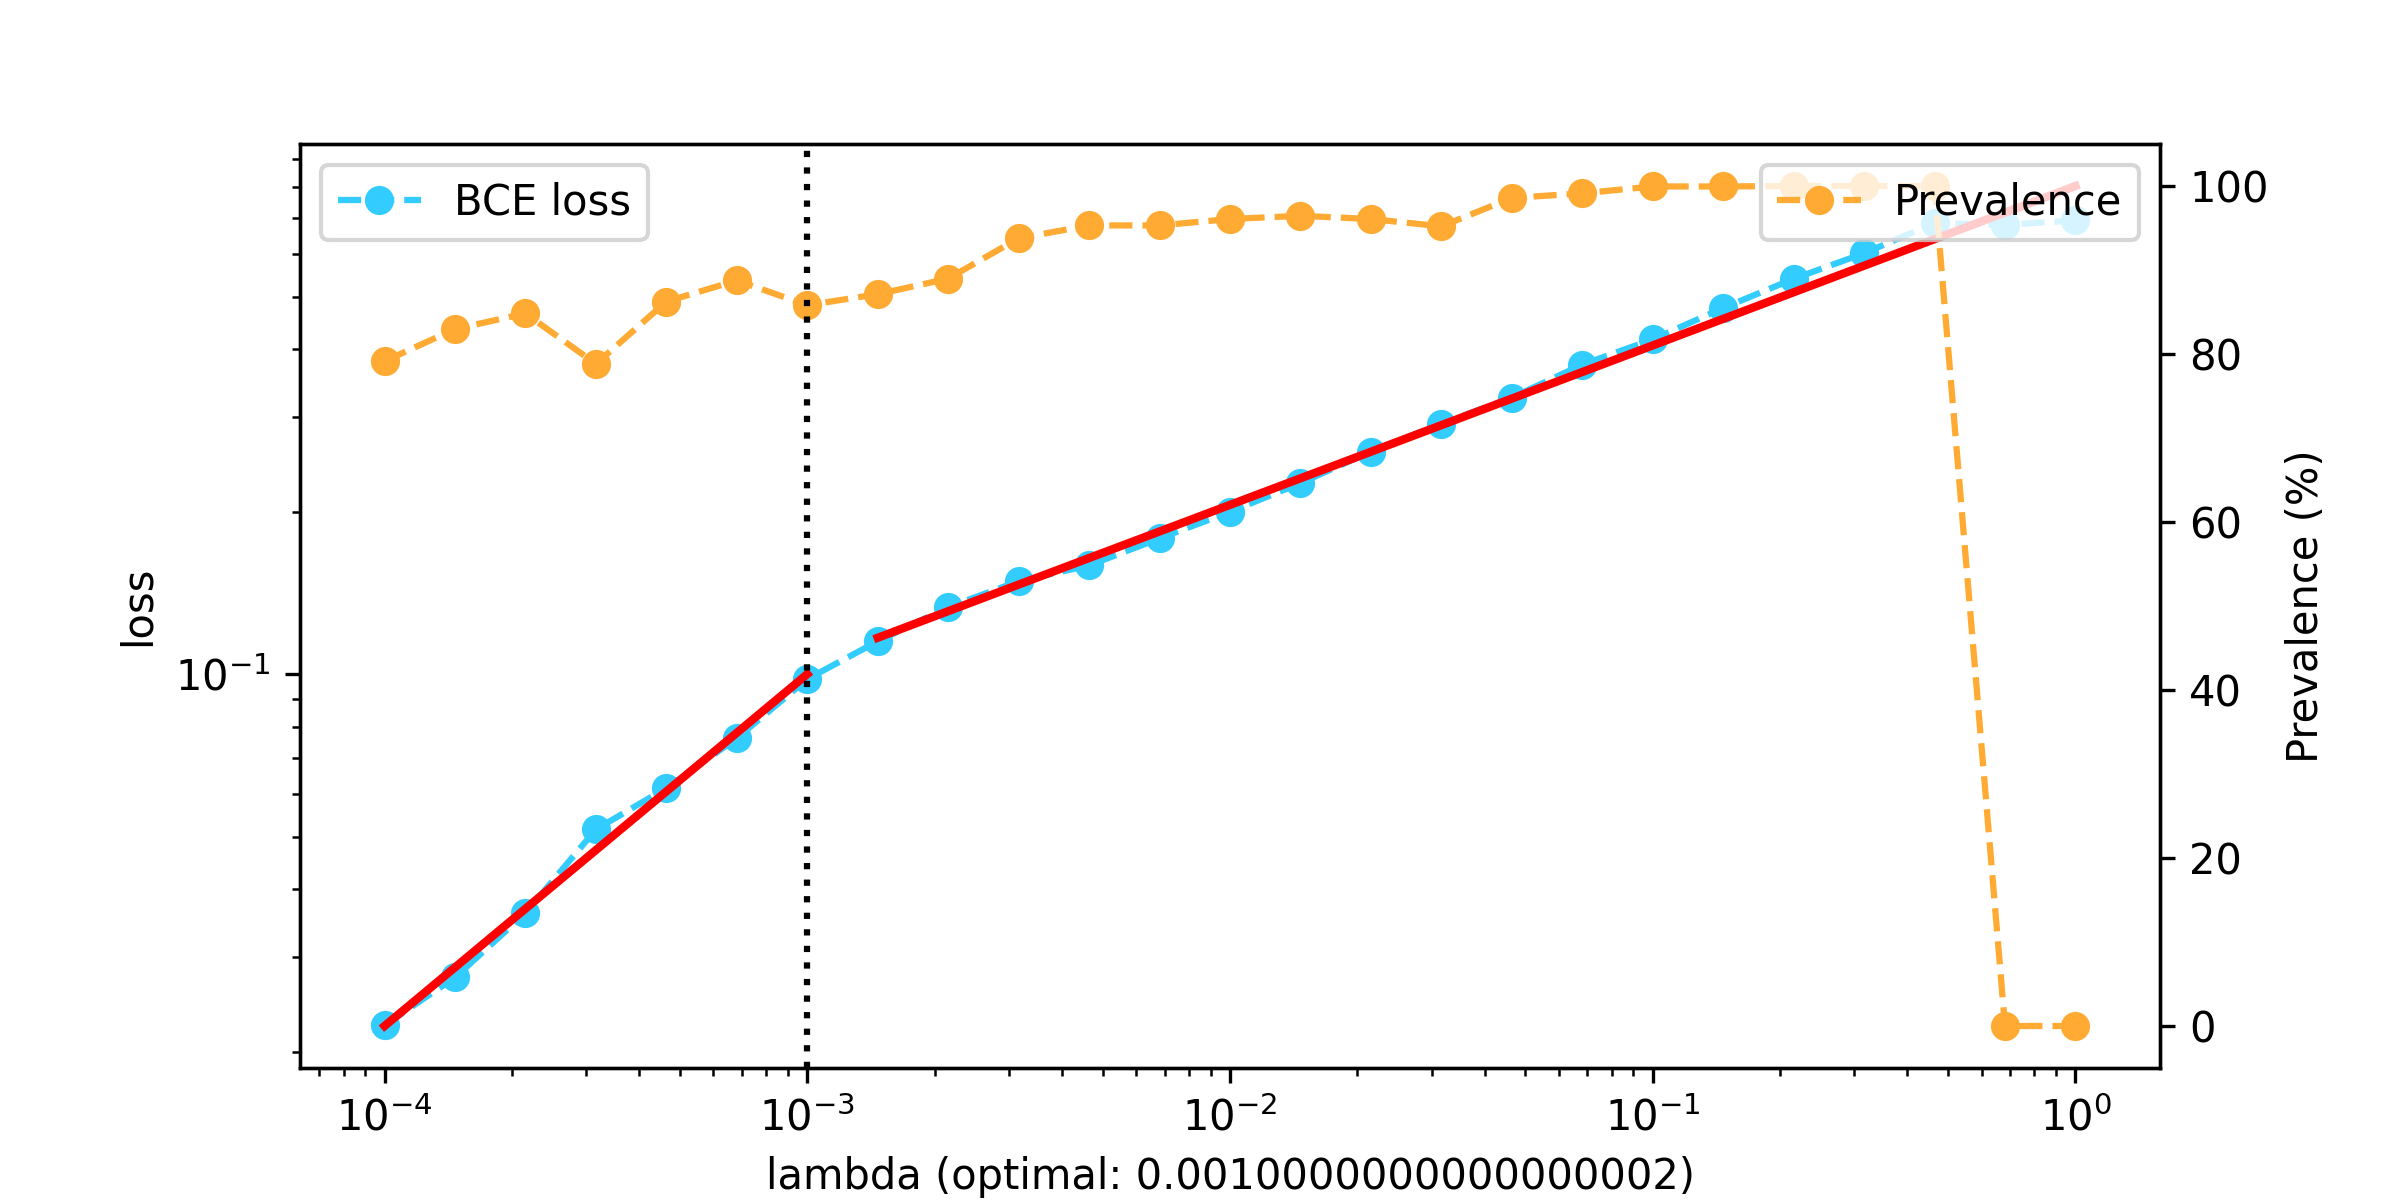 BCE loss
Prevalence
loss
10⁻¹
100
80
60
40
20
0
Prevalence (%)
10⁻⁴
10⁻³
10⁻²
10⁻¹
10⁰
lambda (optimal: 0.0010000000000000002)